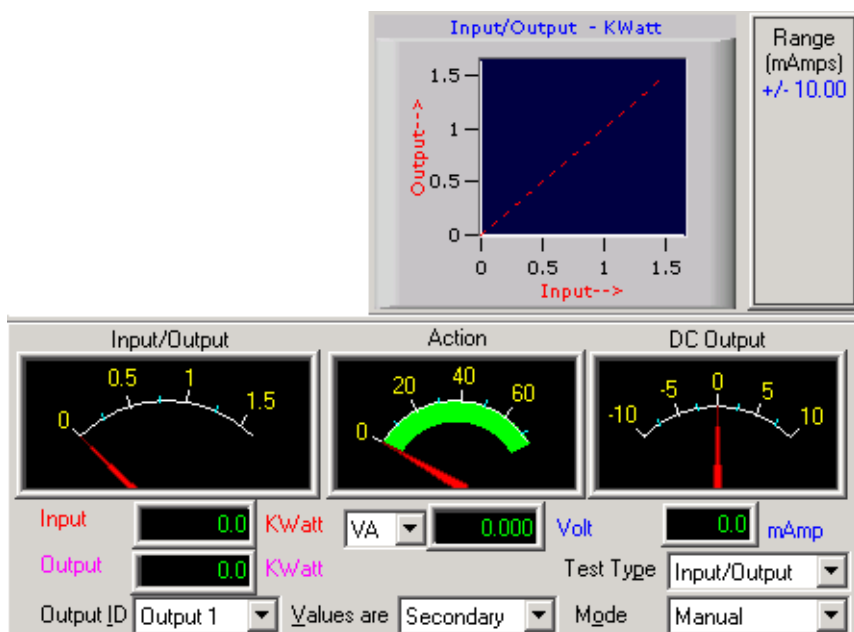 Input/Output - KWatt
Range
(mAmps)
+/- 10.00
Output-->
1.5
1
0.5
0
0 0.5 1 1.5
Input-->
Input/Output
0 0.5 1 1.5
Action
0 20 40 60
DC Output
-10 -5 0 5 10
Input 0.0 KWatt VA 0.000 Volt 0.0 mAmp
Output 0.0 KWatt Test Type Input/Output
Output ID Output 1 Values are Secondary Mode Manual